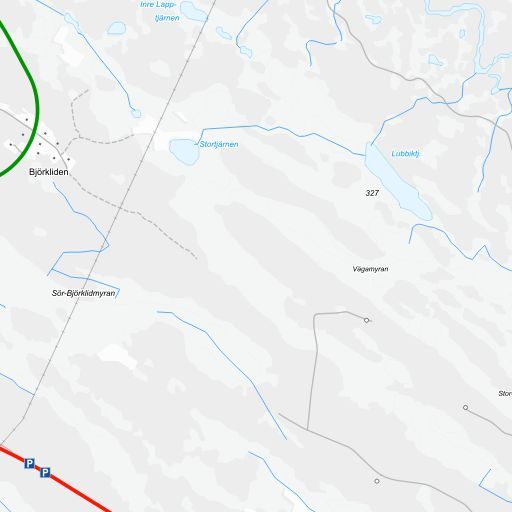 Inre Lapp-
tjärnen
Stortjärnen
Lubbiktj.
Björkliden
327
Vägamyran
Sör-Björklidmyran
Stor-
P
P